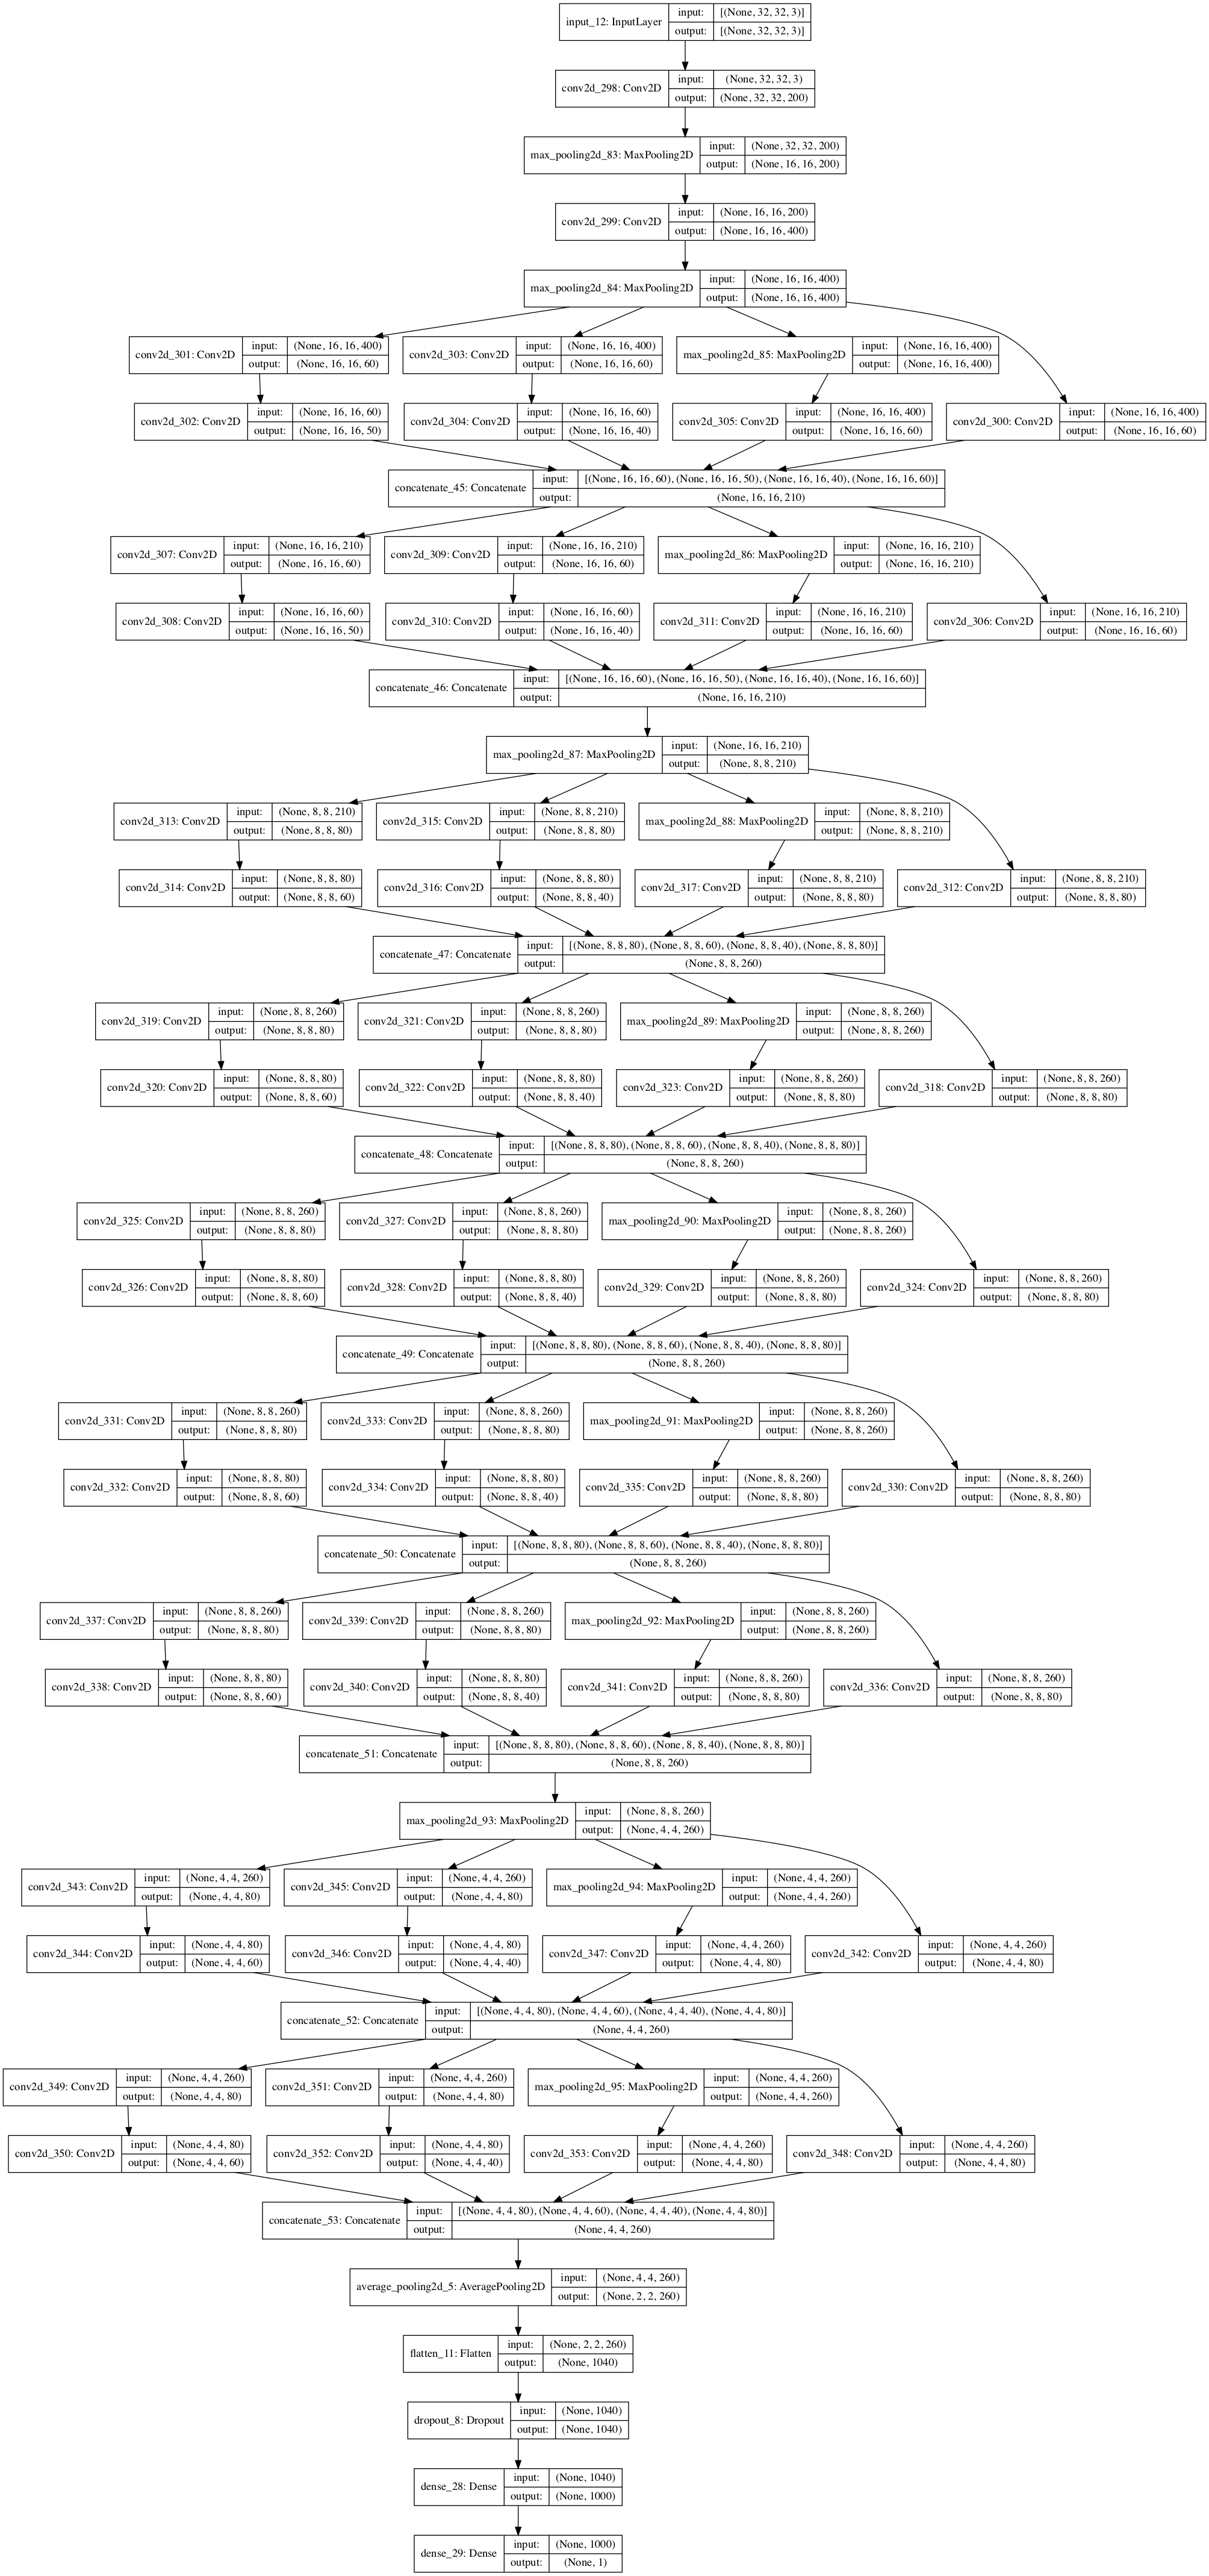 input_12: InputLayer input: [(None, 32, 32, 3)]
output: [(None, 32, 32, 3)]
conv2d_298: Conv2D input: (None, 32, 32, 3)
output: (None, 32, 32, 200)
max_pooling2d_83: MaxPooling2D input: (None, 32, 32, 200)
output: (None, 16, 16, 200)
conv2d_299: Conv2D input: (None, 16, 16, 200)
output: (None, 16, 16, 400)
max_pooling2d_84: MaxPooling2D input: (None, 16, 16, 400)
output: (None, 16, 16, 400)
conv2d_301: Conv2D input: (None, 16, 16, 400)
output: (None, 16, 16, 60)
conv2d_303: Conv2D input: (None, 16, 16, 400)
output: (None, 16, 16, 60)
max_pooling2d_85: MaxPooling2D input: (None, 16, 16, 400)
output: (None, 16, 16, 400)
conv2d_302: Conv2D input: (None, 16, 16, 60)
output: (None, 16, 16, 50)
conv2d_304: Conv2D input: (None, 16, 16, 60)
output: (None, 16, 16, 40)
conv2d_305: Conv2D input: (None, 16, 16, 400)
output: (None, 16, 16, 60)
conv2d_300: Conv2D input: (None, 16, 16, 400)
output: (None, 16, 16, 60)
concatenate_45: Concatenate input: [(None, 16, 16, 60), (None, 16, 16, 50), (None, 16, 16, 40), (None, 16, 16, 60)]
output: (None, 16, 16, 210)
conv2d_307: Conv2D input: (None, 16, 16, 210)
output: (None, 16, 16, 60)
conv2d_309: Conv2D input: (None, 16, 16, 210)
output: (None, 16, 16, 60)
max_pooling2d_86: MaxPooling2D input: (None, 16, 16, 210)
output: (None, 16, 16, 210)
conv2d_308: Conv2D input: (None, 16, 16, 60)
output: (None, 16, 16, 50)
conv2d_310: Conv2D input: (None, 16, 16, 60)
output: (None, 16, 16, 40)
conv2d_311: Conv2D input: (None, 16, 16, 210)
output: (None, 16, 16, 60)
conv2d_306: Conv2D input: (None, 16, 16, 210)
output: (None, 16, 16, 60)
concatenate_46: Concatenate input: [(None, 16, 16, 60), (None, 16, 16, 50), (None, 16, 16, 40), (None, 16, 16, 60)]
output: (None, 16, 16, 210)
max_pooling2d_87: MaxPooling2D input: (None, 16, 16, 210)
output: (None, 8, 8, 210)
conv2d_313: Conv2D input: (None, 8, 8, 210)
output: (None, 8, 8, 80)
conv2d_315: Conv2D input: (None, 8, 8, 210)
output: (None, 8, 8, 80)
max_pooling2d_88: MaxPooling2D input: (None, 8, 8, 210)
output: (None, 8, 8, 210)
conv2d_314: Conv2D input: (None, 8, 8, 80)
output: (None, 8, 8, 60)
conv2d_316: Conv2D input: (None, 8, 8, 80)
output: (None, 8, 8, 40)
conv2d_317: Conv2D input: (None, 8, 8, 210)
output: (None, 8, 8, 80)
conv2d_312: Conv2D input: (None, 8, 8, 210)
output: (None, 8, 8, 80)
concatenate_47: Concatenate input: [(None, 8, 8, 80), (None, 8, 8, 60), (None, 8, 8, 40), (None, 8, 8, 80)]
output: (None, 8, 8, 260)
conv2d_319: Conv2D input: (None, 8, 8, 260)
output: (None, 8, 8, 80)
conv2d_321: Conv2D input: (None, 8, 8, 260)
output: (None, 8, 8, 80)
max_pooling2d_89: MaxPooling2D input: (None, 8, 8, 260)
output: (None, 8, 8, 260)
conv2d_320: Conv2D input: (None, 8, 8, 80)
output: (None, 8, 8, 60)
conv2d_322: Conv2D input: (None, 8, 8, 80)
output: (None, 8, 8, 40)
conv2d_323: Conv2D input: (None, 8, 8, 260)
output: (None, 8, 8, 80)
conv2d_318: Conv2D input: (None, 8, 8, 260)
output: (None, 8, 8, 80)
concatenate_48: Concatenate input: [(None, 8, 8, 80), (None, 8, 8, 60), (None, 8, 8, 40), (None, 8, 8, 80)]
output: (None, 8, 8, 260)
conv2d_325: Conv2D input: (None, 8, 8, 260)
output: (None, 8, 8, 80)
conv2d_327: Conv2D input: (None, 8, 8, 260)
output: (None, 8, 8, 80)
max_pooling2d_90: MaxPooling2D input: (None, 8, 8, 260)
output: (None, 8, 8, 260)
conv2d_326: Conv2D input: (None, 8, 8, 80)
output: (None, 8, 8, 60)
conv2d_328: Conv2D input: (None, 8, 8, 80)
output: (None, 8, 8, 40)
conv2d_329: Conv2D input: (None, 8, 8, 260)
output: (None, 8, 8, 80)
conv2d_324: Conv2D input: (None, 8, 8, 260)
output: (None, 8, 8, 80)
concatenate_49: Concatenate input: [(None, 8, 8, 80), (None, 8, 8, 60), (None, 8, 8, 40), (None, 8, 8, 80)]
output: (None, 8, 8, 260)
conv2d_331: Conv2D input: (None, 8, 8, 260)
output: (None, 8, 8, 80)
conv2d_333: Conv2D input: (None, 8, 8, 260)
output: (None, 8, 8, 80)
max_pooling2d_91: MaxPooling2D input: (None, 8, 8, 260)
output: (None, 8, 8, 260)
conv2d_332: Conv2D input: (None, 8, 8, 80)
output: (None, 8, 8, 60)
conv2d_334: Conv2D input: (None, 8, 8, 80)
output: (None, 8, 8, 40)
conv2d_335: Conv2D input: (None, 8, 8, 260)
output: (None, 8, 8, 80)
conv2d_330: Conv2D input: (None, 8, 8, 260)
output: (None, 8, 8, 80)
concatenate_50: Concatenate input: [(None, 8, 8, 80), (None, 8, 8, 60), (None, 8, 8, 40), (None, 8, 8, 80)]
output: (None, 8, 8, 260)
conv2d_337: Conv2D input: (None, 8, 8, 260)
output: (None, 8, 8, 80)
conv2d_339: Conv2D input: (None, 8, 8, 260)
output: (None, 8, 8, 80)
max_pooling2d_92: MaxPooling2D input: (None, 8, 8, 260)
output: (None, 8, 8, 260)
conv2d_338: Conv2D input: (None, 8, 8, 80)
output: (None, 8, 8, 60)
conv2d_340: Conv2D input: (None, 8, 8, 80)
output: (None, 8, 8, 40)
conv2d_341: Conv2D input: (None, 8, 8, 260)
output: (None, 8, 8, 80)
conv2d_336: Conv2D input: (None, 8, 8, 260)
output: (None, 8, 8, 80)
concatenate_51: Concatenate input: [(None, 8, 8, 80), (None, 8, 8, 60), (None, 8, 8, 40), (None, 8, 8, 80)]
output: (None, 8, 8, 260)
max_pooling2d_93: MaxPooling2D input: (None, 8, 8, 260)
output: (None, 4, 4, 260)
conv2d_343: Conv2D input: (None, 4, 4, 260)
output: (None, 4, 4, 80)
conv2d_345: Conv2D input: (None, 4, 4, 260)
output: (None, 4, 4, 80)
max_pooling2d_94: MaxPooling2D input: (None, 4, 4, 260)
output: (None, 4, 4, 260)
conv2d_344: Conv2D input: (None, 4, 4, 80)
output: (None, 4, 4, 60)
conv2d_346: Conv2D input: (None, 4, 4, 80)
output: (None, 4, 4, 40)
conv2d_347: Conv2D input: (None, 4, 4, 260)
output: (None, 4, 4, 80)
conv2d_342: Conv2D input: (None, 4, 4, 260)
output: (None, 4, 4, 80)
concatenate_52: Concatenate input: [(None, 4, 4, 80), (None, 4, 4, 60), (None, 4, 4, 40), (None, 4, 4, 80)]
output: (None, 4, 4, 260)
conv2d_349: Conv2D input: (None, 4, 4, 260)
output: (None, 4, 4, 80)
conv2d_351: Conv2D input: (None, 4, 4, 260)
output: (None, 4, 4, 80)
max_pooling2d_95: MaxPooling2D input: (None, 4, 4, 260)
output: (None, 4, 4, 260)
conv2d_350: Conv2D input: (None, 4, 4, 80)
output: (None, 4, 4, 60)
conv2d_352: Conv2D input: (None, 4, 4, 80)
output: (None, 4, 4, 40)
conv2d_353: Conv2D input: (None, 4, 4, 260)
output: (None, 4, 4, 80)
conv2d_348: Conv2D input: (None, 4, 4, 260)
output: (None, 4, 4, 80)
concatenate_53: Concatenate input: [(None, 4, 4, 80), (None, 4, 4, 60), (None, 4, 4, 40), (None, 4, 4, 80)]
output: (None, 4, 4, 260)
average_pooling2d_5: AveragePooling2D input: (None, 4, 4, 260)
output: (None, 2, 2, 260)
flatten_11: Flatten input: (None, 2, 2, 260)
output: (None, 1040)
dropout_8: Dropout input: (None, 1040)
output: (None, 1040)
dense_28: Dense input: (None, 1040)
output: (None, 1000)
dense_29: Dense input: (None, 1000)
output: (None, 1)